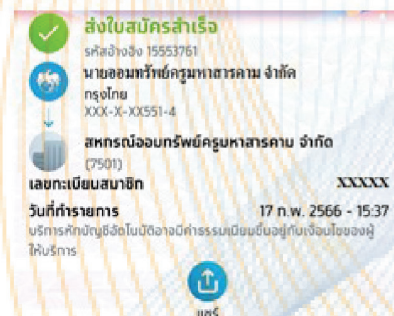 ส่งใบสมัครสำเร็จ
รหัสอ้างอิง 15553761
นายออมทรัพย์ครูมหาสารคาม จำกัด
กรุงไทย
XXX-X-XX551-4
สหกรณ์ออมทรัพย์ครูมหาสารคาม จำกัด
(7501)
เลขทะเบียนสมาชิก XXXXX
วันที่ทำรายการ 17 ก.พ. 2566 - 15:37
บริการหักบัญชีอัตโนมัติอาจมีค่าธรรมเนียมขึ้นอยู่กับเงื่อนไขของผู้
ให้บริการ
แชร์